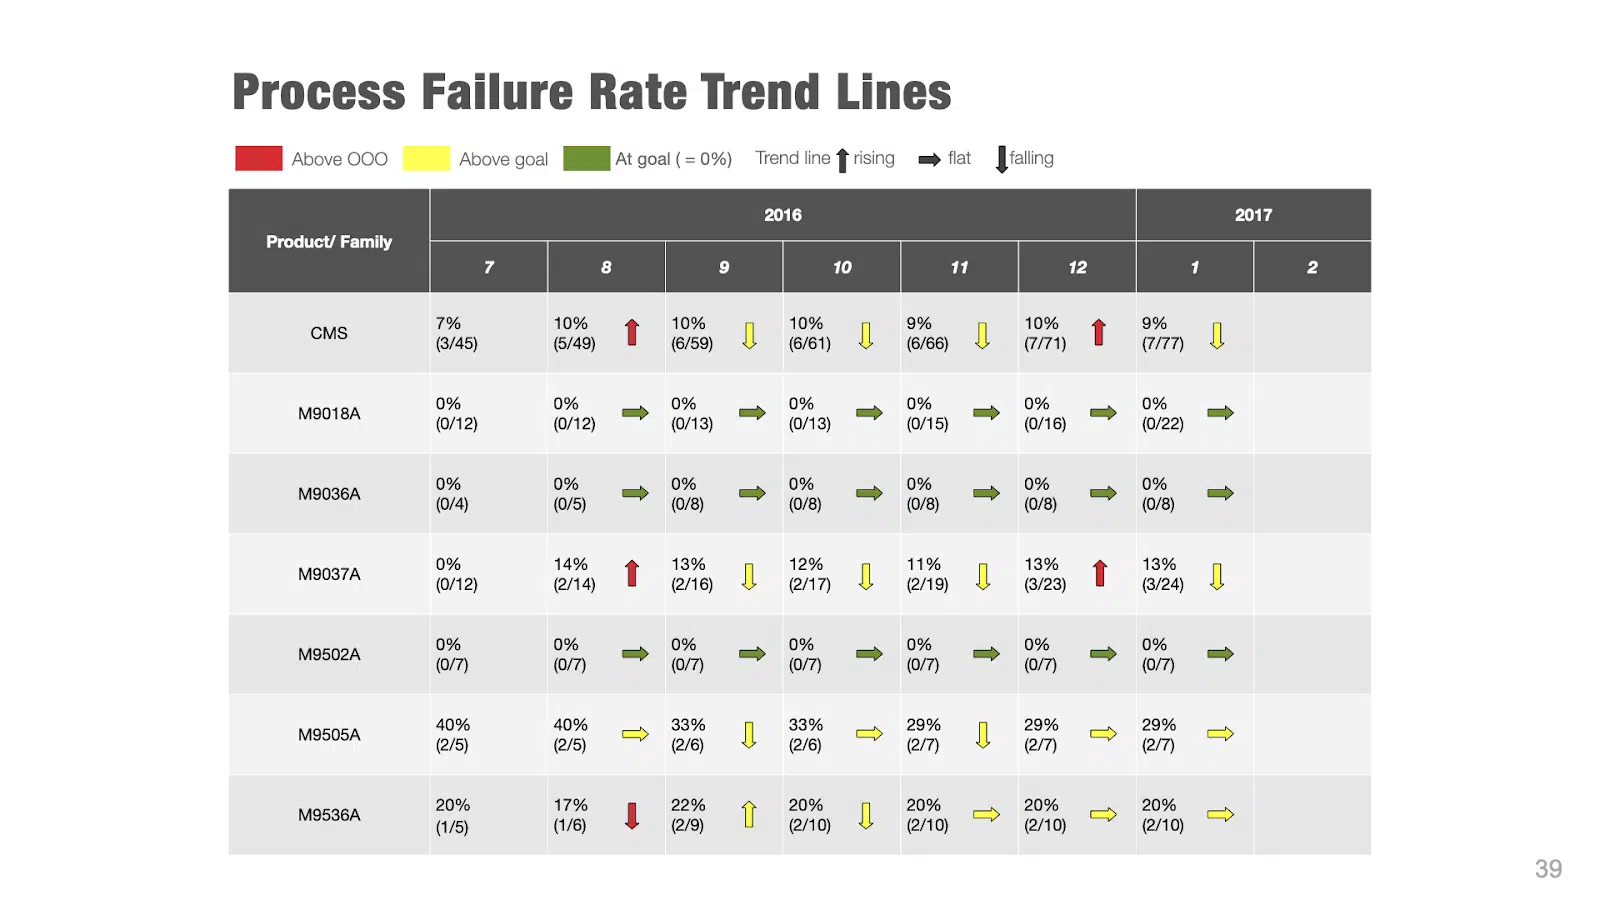 Process Failure Rate Trend Lines
Above OOO Above goal At goal ( = 0%) Trend line rising flat falling
Product/ Family 2016 2017
7 8 9 10 11 12 1 2
CMS 7% (3/45) 10% (5/49) 10% (6/59) 10% (6/61) 9% (6/66) 10% (7/71) 9% (7/77)
M9018A 0% (0/12) 0% (0/12) 0% (0/13) 0% (0/13) 0% (0/15) 0% (0/16) 0% (0/22)
M9036A 0% (0/4) 0% (0/5) 0% (0/8) 0% (0/8) 0% (0/8) 0% (0/8) 0% (0/8)
M9037A 0% (0/12) 14% (2/14) 13% (2/16) 12% (2/17) 11% (2/19) 13% (3/23) 13% (3/24)
M9502A 0% (0/7) 0% (0/7) 0% (0/7) 0% (0/7) 0% (0/7) 0% (0/7) 0% (0/7)
M9505A 40% (2/5) 40% (2/5) 33% (2/6) 33% (2/6) 29% (2/7) 29% (2/7) 29% (2/7)
M9536A 20% (1/5) 17% (1/6) 22% (2/9) 20% (2/10) 20% (2/10) 20% (2/10) 20% (2/10)
39